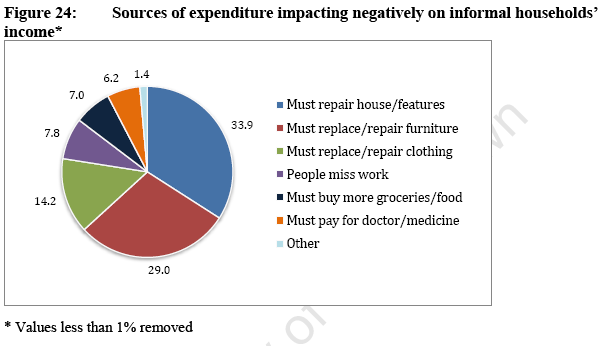 Figure 24: Sources of expenditure impacting negatively on informal households’
income*
1.4
6.2
7.0
7.8
14.2
29.0
33.9
Must repair house/features
Must replace/repair furniture
Must replace/repair clothing
People miss work
Must buy more groceries/food
Must pay for doctor/medicine
Other
* Values less than 1% removed